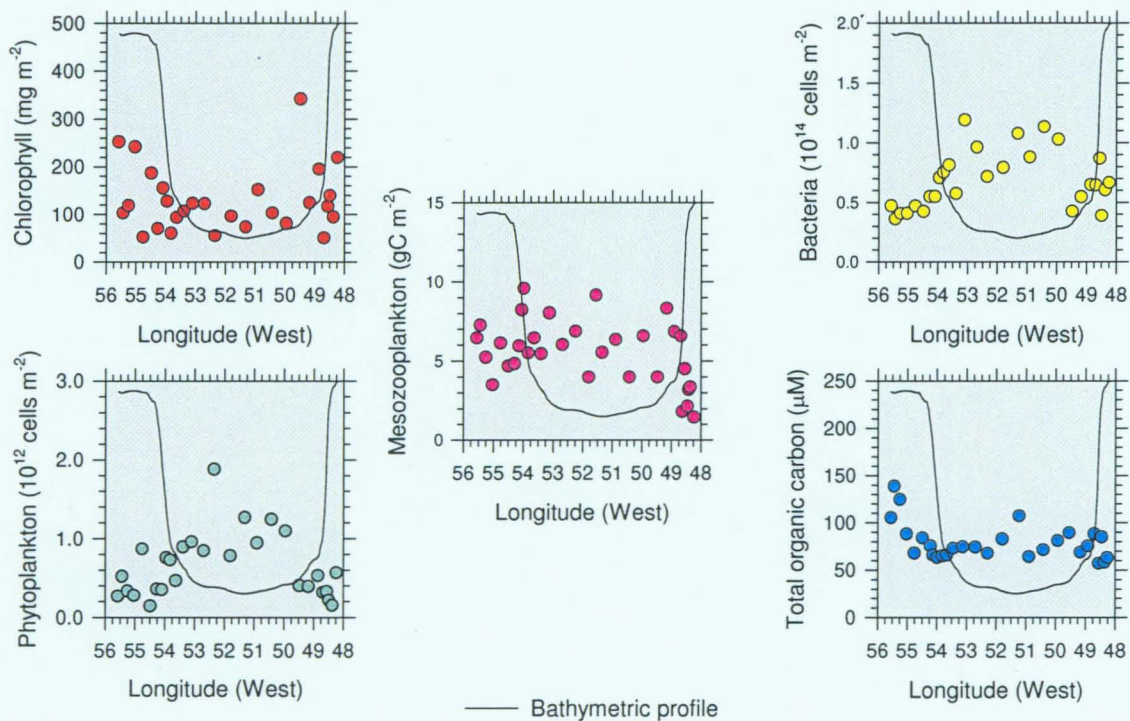 500
400
300
200
100
0
Chlorophyll (mg m-2)
56 55 54 53 52 51 50 49 48
Longitude (West)
2.0
1.5
1.0
0.5
0.0
Bacteria (10^14 cells m-2)
56 55 54 53 52 51 50 49 48
Longitude (West)
15
10
5
0
Mesozooplankton (gC m-2)
56 55 54 53 52 51 50 49 48
Longitude (West)
3.0
2.0
1.0
0.0
Phytoplankton (10^12 cells m-2)
56 55 54 53 52 51 50 49 48
Longitude (West)
250
200
150
100
50
0
Total organic carbon (µM)
56 55 54 53 52 51 50 49 48
Longitude (West)
Bathymetric profile